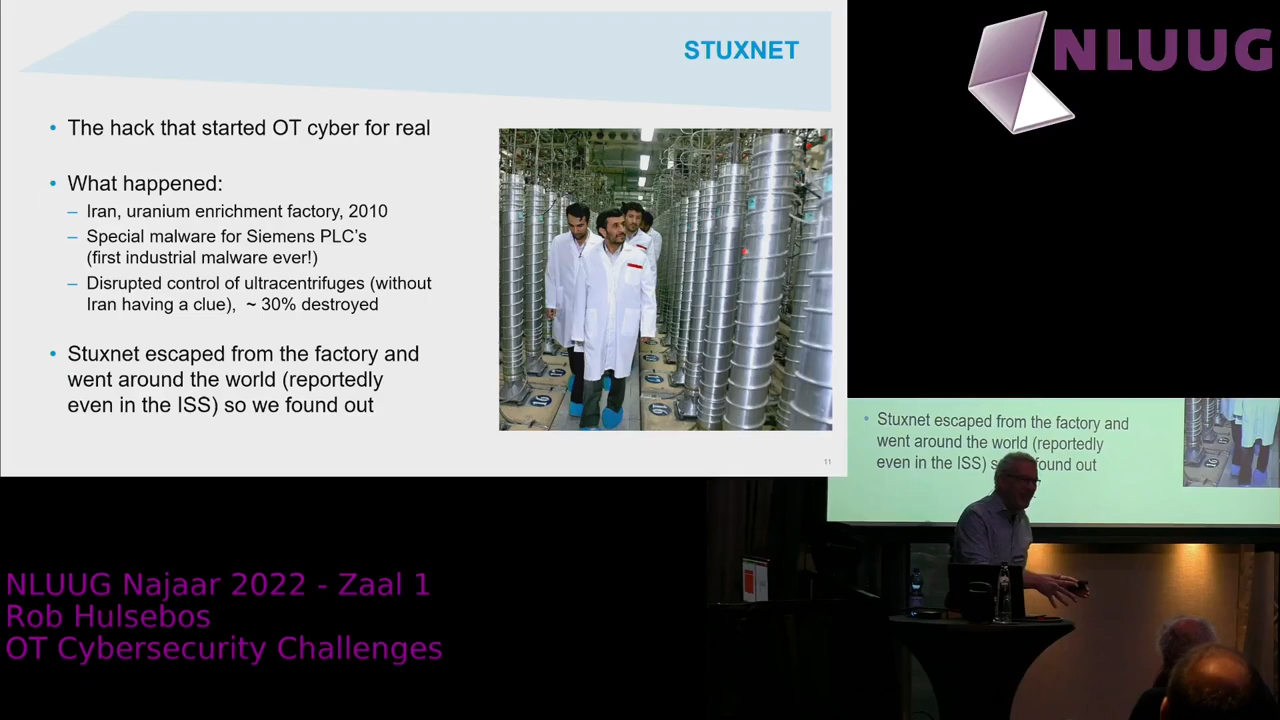 STUXNET
• The hack that started OT cyber for real
• What happened:
– Iran, uranium enrichment factory, 2010
– Special malware for Siemens PLC's
(first industrial malware ever!)
– Disrupted control of ultracentrifuges (without
Iran having a clue), ~ 30% destroyed
• Stuxnet escaped from the factory and
went around the world (reportedly
even in the ISS) so we found out
16
11
NLUUG
• Stuxnet escaped from the factory and
went around the world (reportedly
even in the ISS) s found out
NLUUG Najaar 2022 - Zaal 1
Rob Hulsebos
OT Cybersecurity Challenges